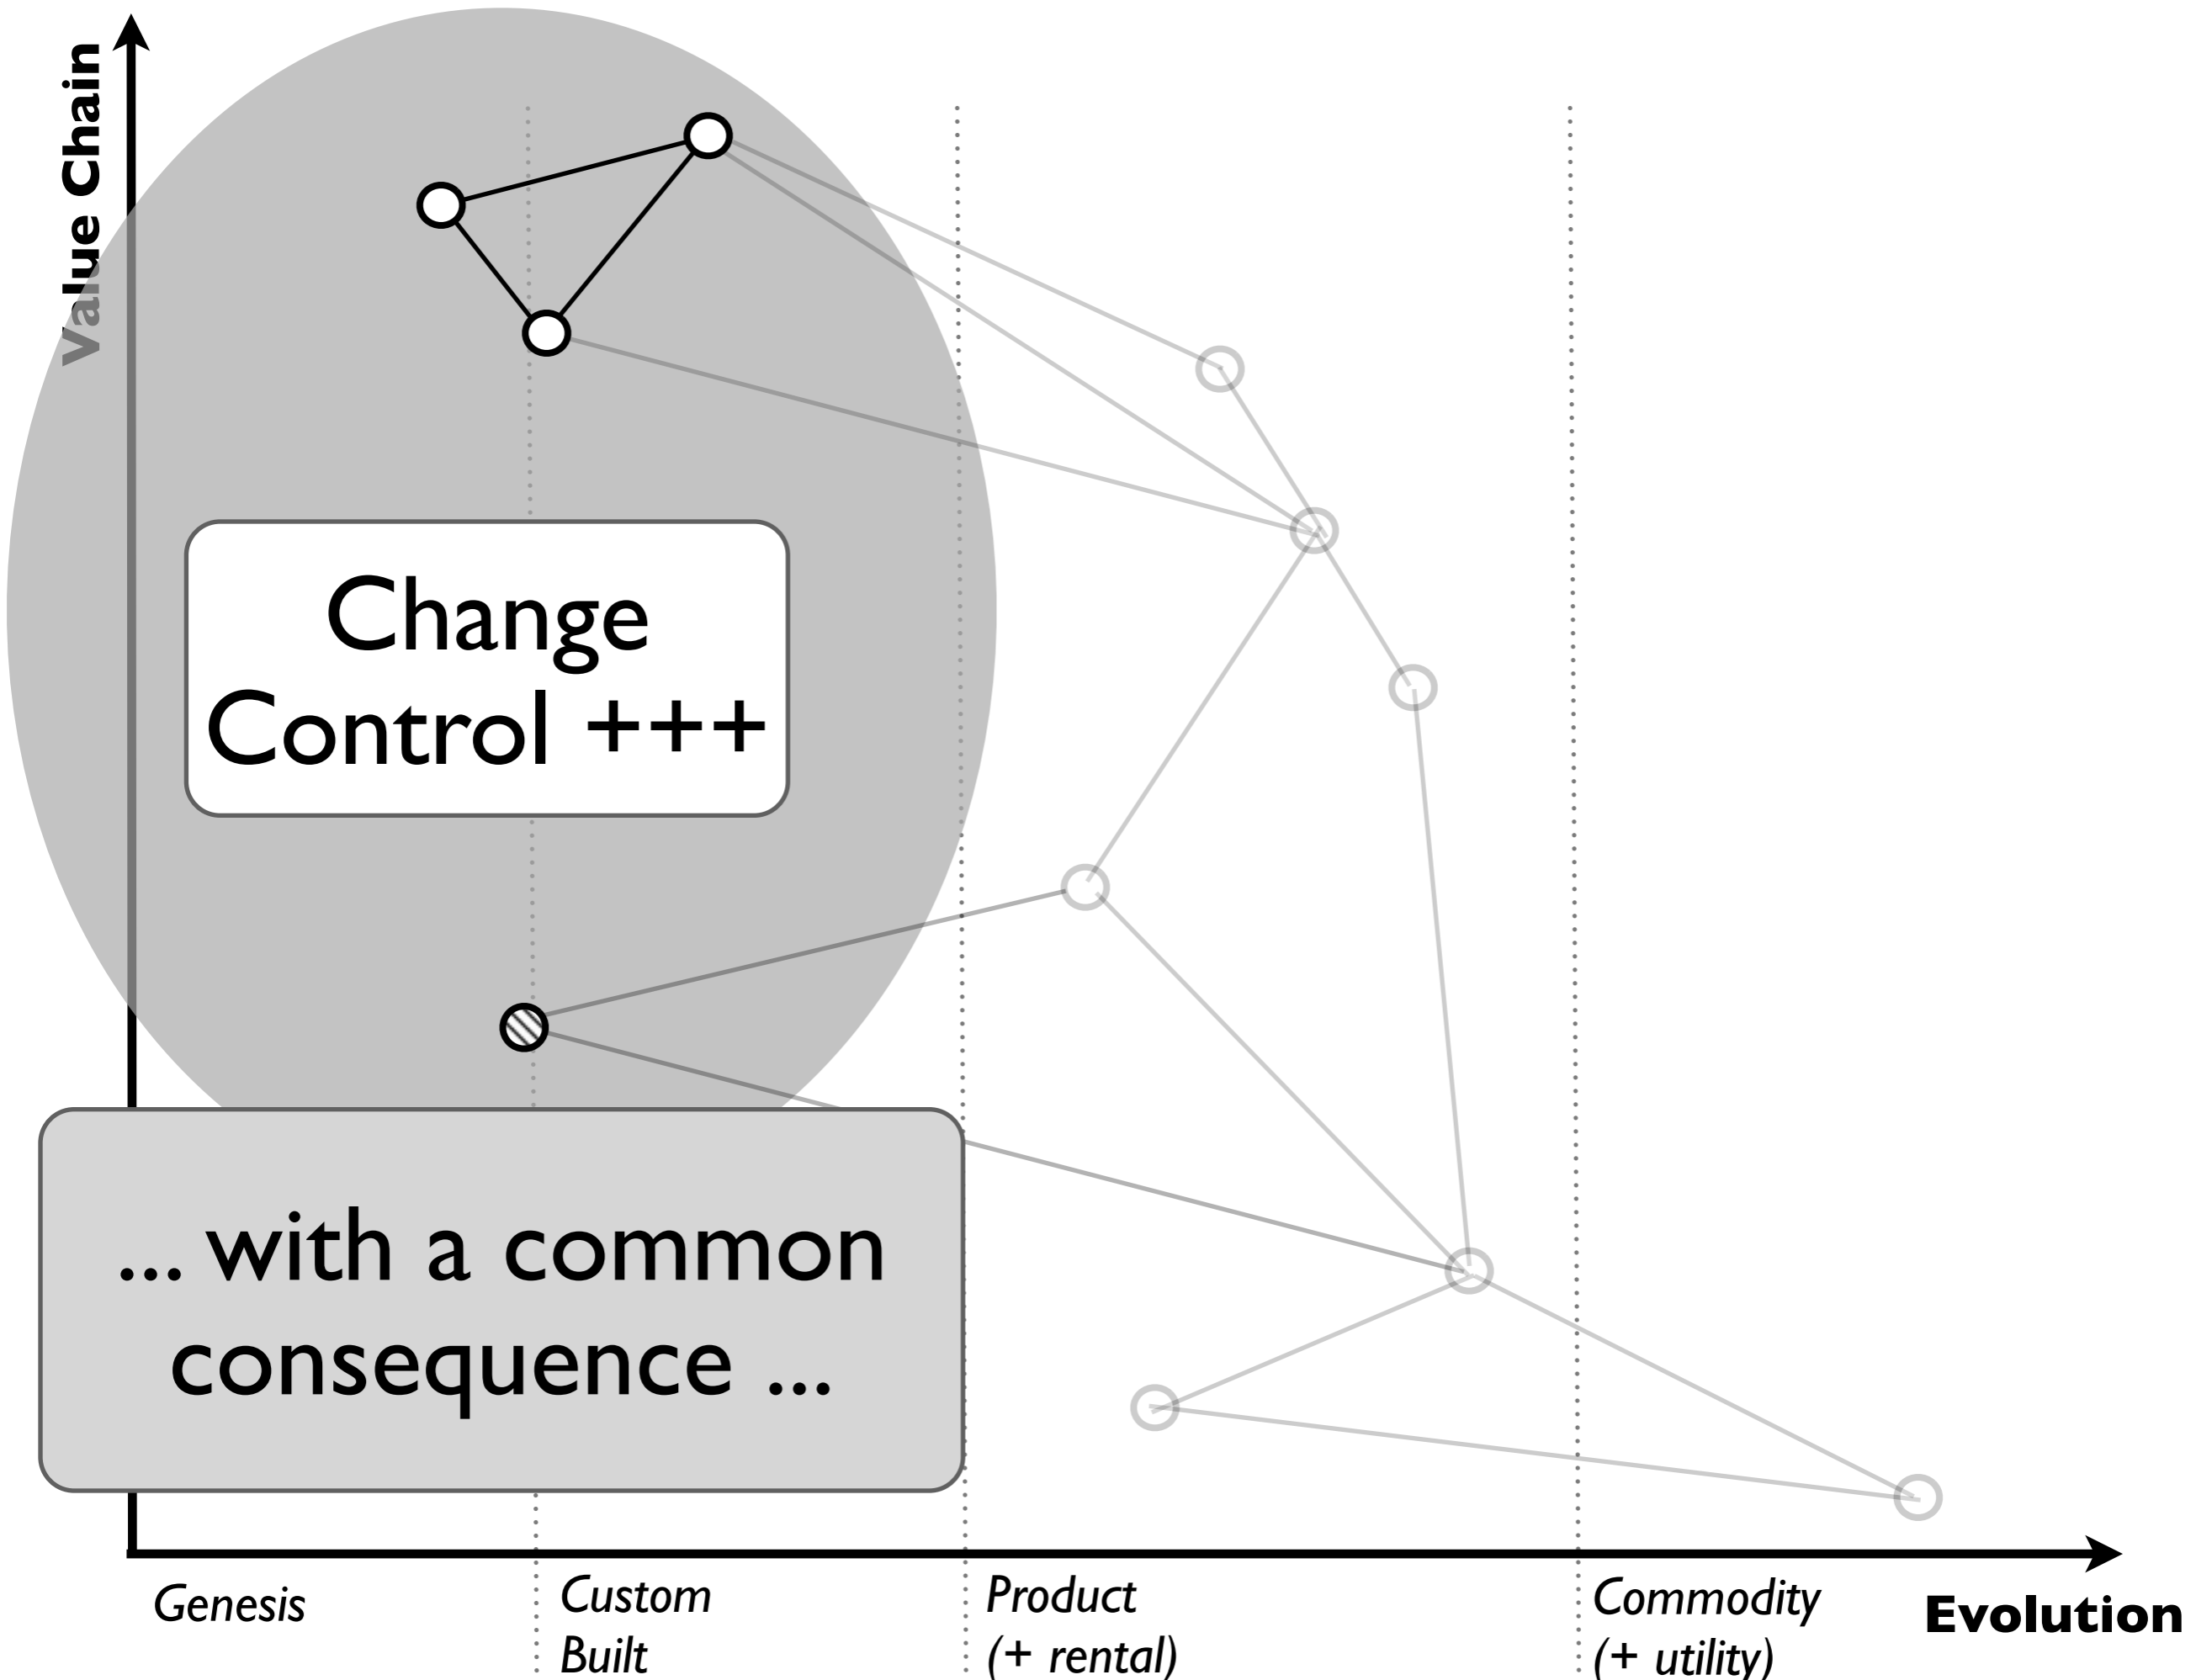 Value Chain
Change
Control +++
... with a common
consequence ...
Genesis
Custom
Built
Product
(+ rental)
Commodity
(+ utility)
Evolution